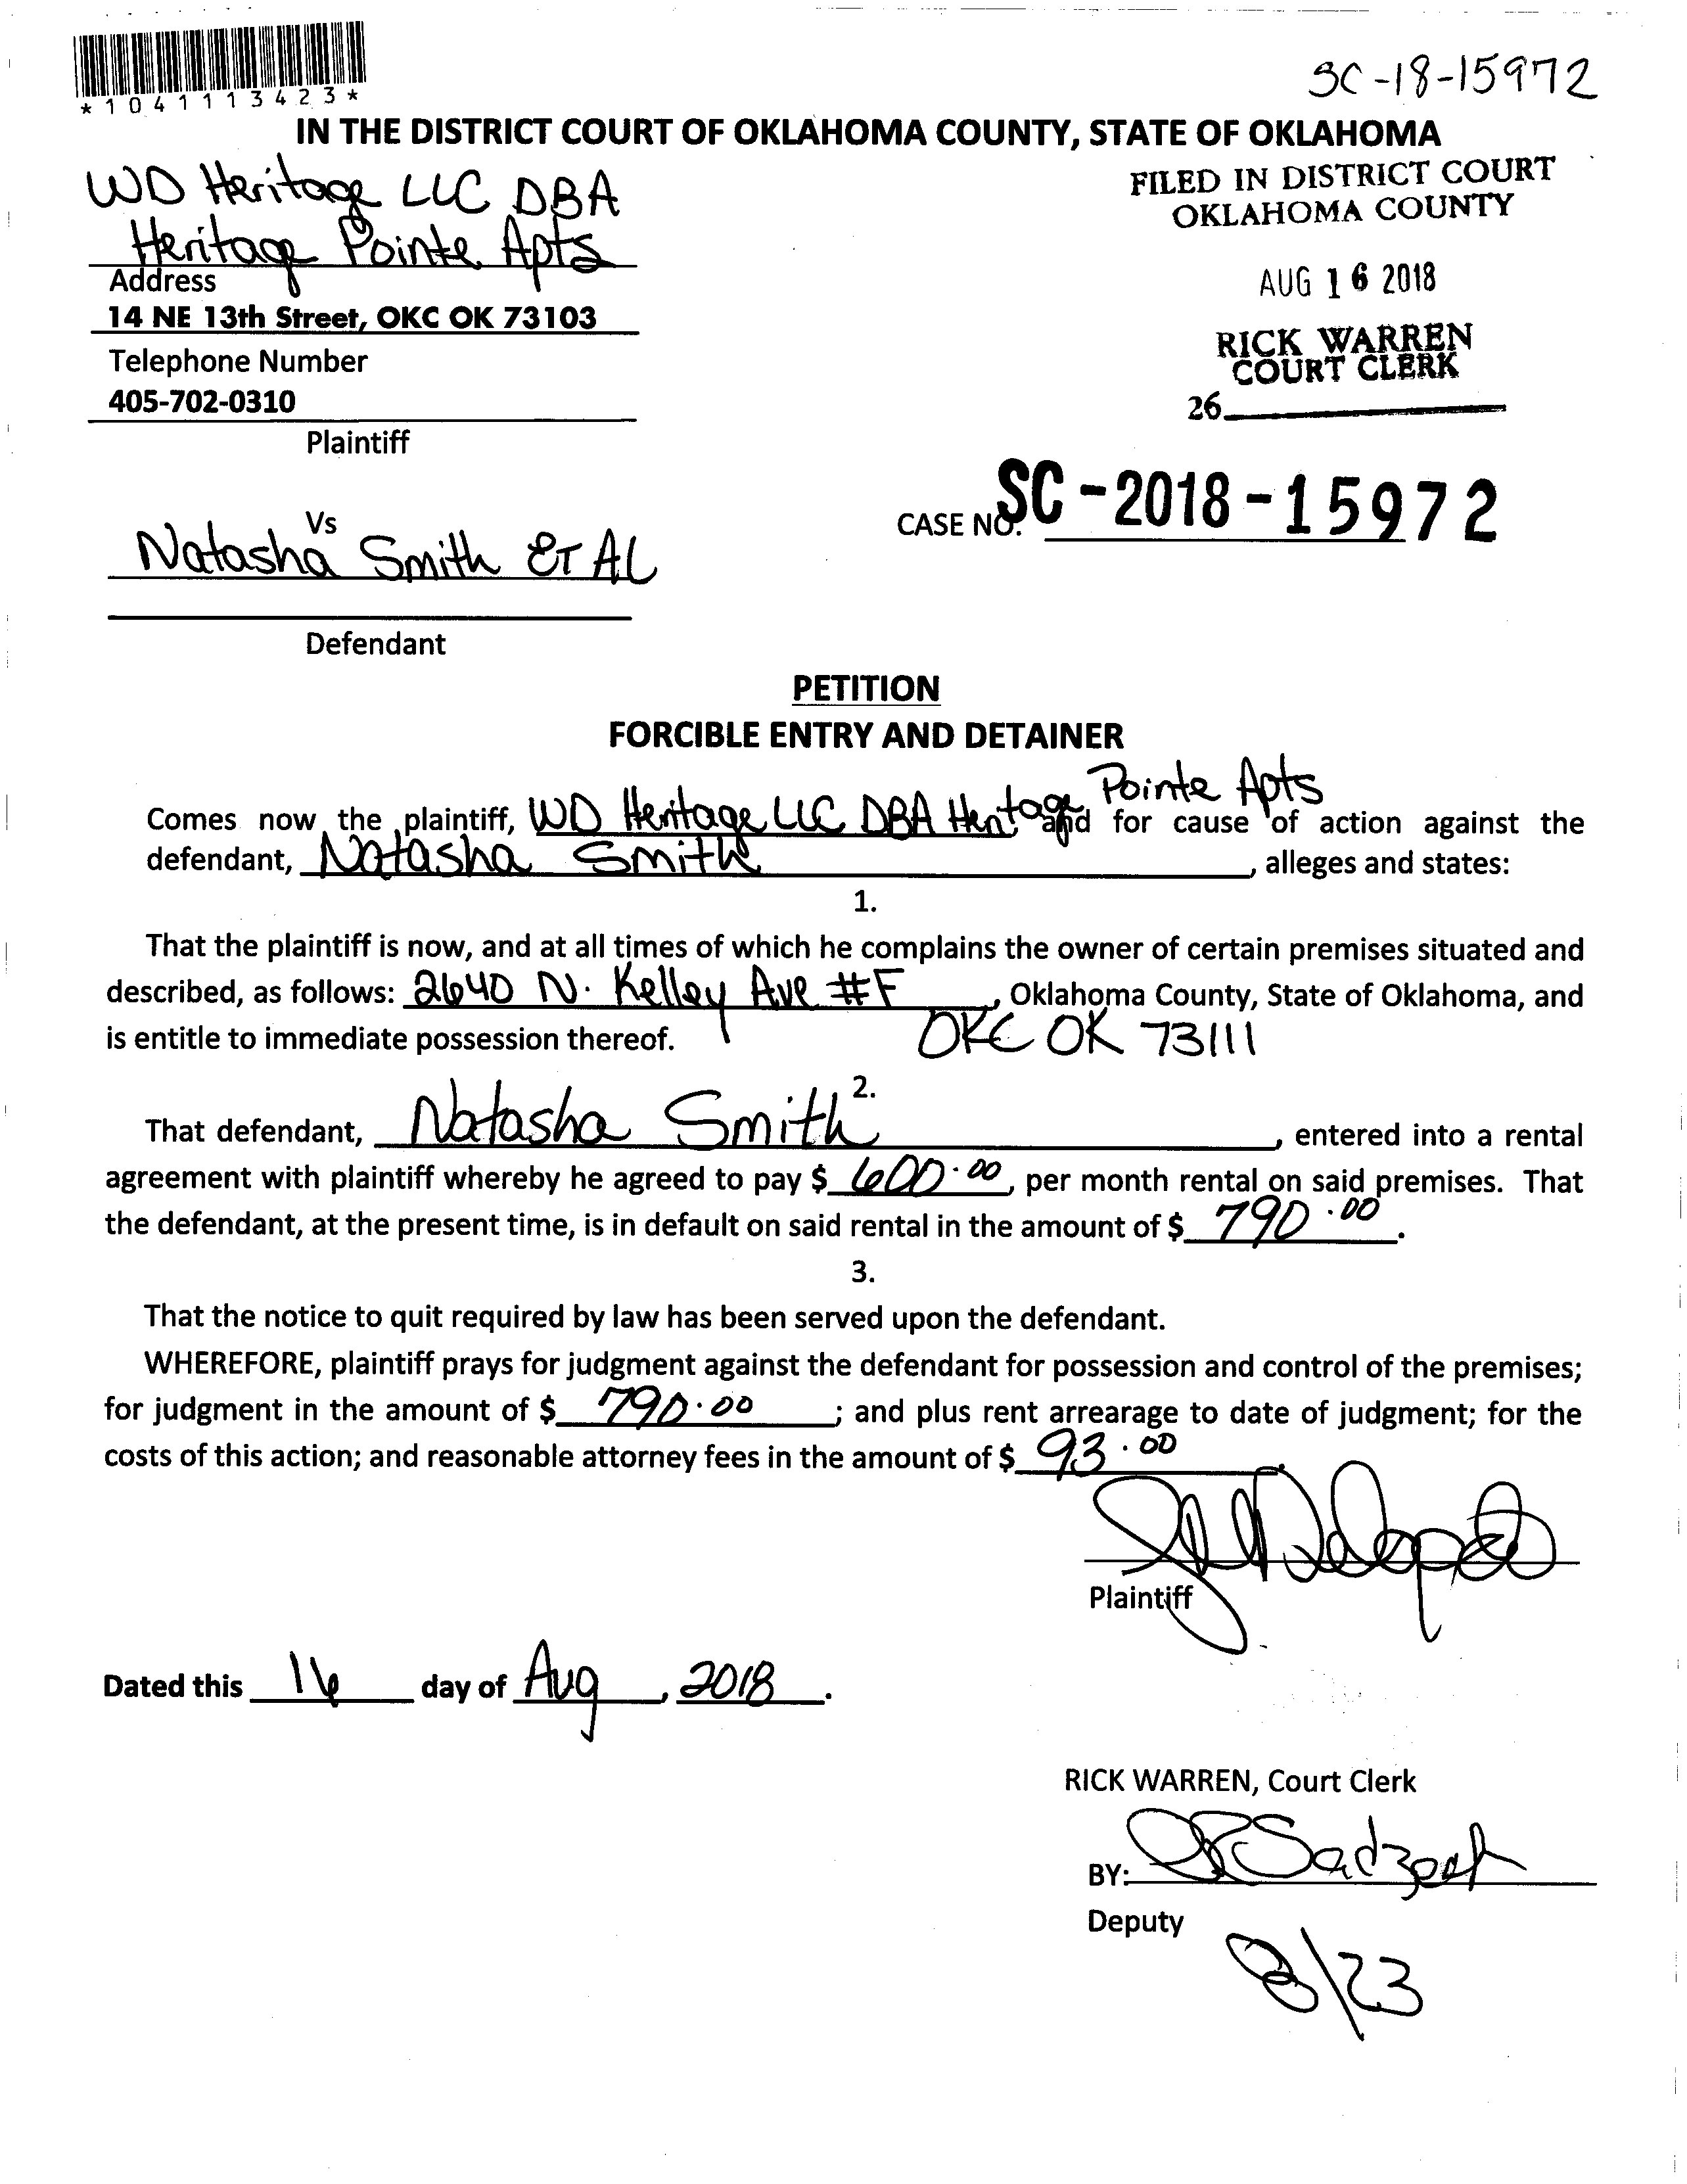 *1041113423*
SC-18-15972
IN THE DISTRICT COURT OF OKLAHOMA COUNTY, STATE OF OKLAHOMA
WD Heritage LLC DBA
Heritage Pointe Apts
Address
14 NE 13th Street, OKC OK 73103
Telephone Number
405-702-0310
Plaintiff
FILED IN DISTRICT COURT
OKLAHOMA COUNTY
AUG 16 2018
RICK WARREN
COURT CLERK
26
CASE NO. SC-2018-15972
Vs
Natasha Smith ET AL
Defendant
PETITION
FORCIBLE ENTRY AND DETAINER
Pointe Apts
Comes now the plaintiff, WD Heritage LLC DBA Heritage and for cause of action against the
defendant, Natasha Smith, alleges and states:
1.
That the plaintiff is now, and at all times of which he complains the owner of certain premises situated and
described, as follows: 2640 N. Kelley Ave #F, Oklahoma County, State of Oklahoma, and
is entitle to immediate possession thereof. OKC OK 73111
2.
That defendant, Natasha Smith, entered into a rental
agreement with plaintiff whereby he agreed to pay $ 600.00, per month rental on said premises. That
the defendant, at the present time, is in default on said rental in the amount of $ 790.00.
3.
That the notice to quit required by law has been served upon the defendant.
WHEREFORE, plaintiff prays for judgment against the defendant for possession and control of the premises;
for judgment in the amount of $ 790.00; and plus rent arrearage to date of judgment; for the
costs of this action; and reasonable attorney fees in the amount of $ 93.00.
Plaintiff
Dated this 16 day of Aug, 2018.
RICK WARREN, Court Clerk
BY:
Deputy
8/23